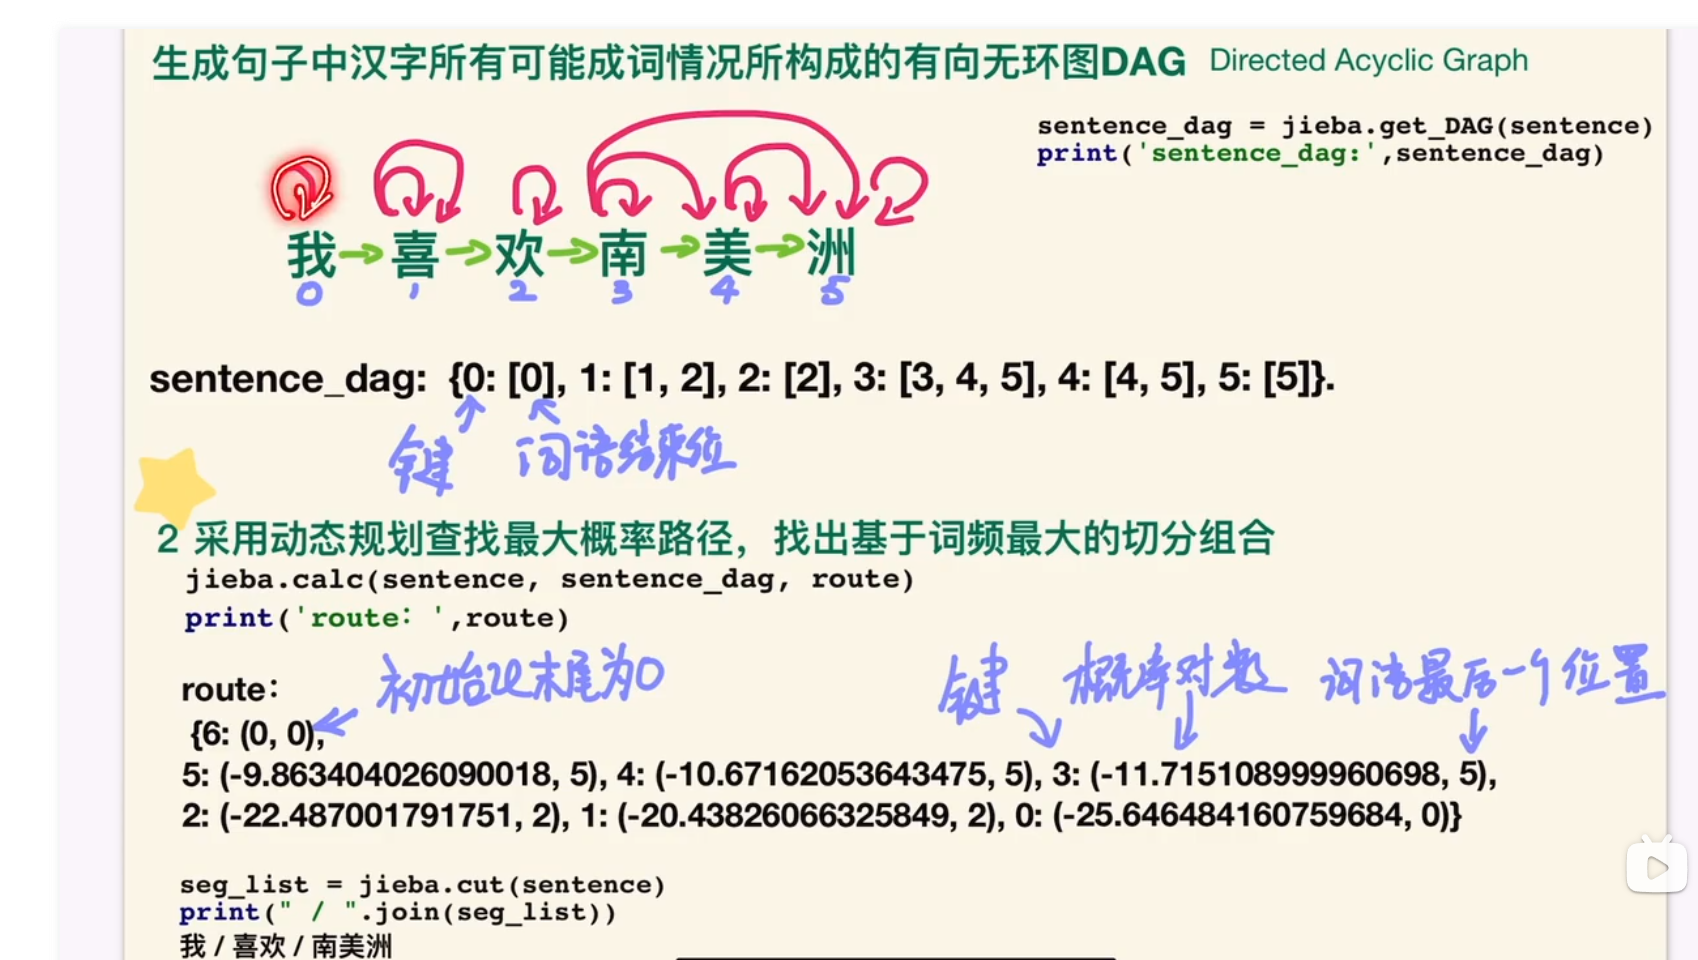 生成句子中汉字所有可能成词情况所构成的有向无环图DAG Directed Acyclic Graph
sentence_dag = jieba.get_DAG(sentence)
print('sentence_dag:',sentence_dag)
我→喜→欢→南→美→洲
0 1 2 3 4 5
sentence_dag: {0: [0], 1: [1, 2], 2: [2], 3: [3, 4, 5], 4: [4, 5], 5: [5]}.
键 词语结束位
2 采用动态规划查找最大概率路径，找出基于词频最大的切分组合
jieba.calc(sentence, sentence_dag, route)
print('route: ',route)
初始化末尾为0 键 概率对数 词语最后一个位置
route:
{6: (0, 0),
5: (-9.863404026090018, 5), 4: (-10.67162053643475, 5), 3: (-11.715108999960698, 5),
2: (-22.487001791751, 2), 1: (-20.43826066325849, 2), 0: (-25.646484160759684, 0)}
seg_list = jieba.cut(sentence)
print(" / ".join(seg_list))
我 / 喜欢 / 南美洲